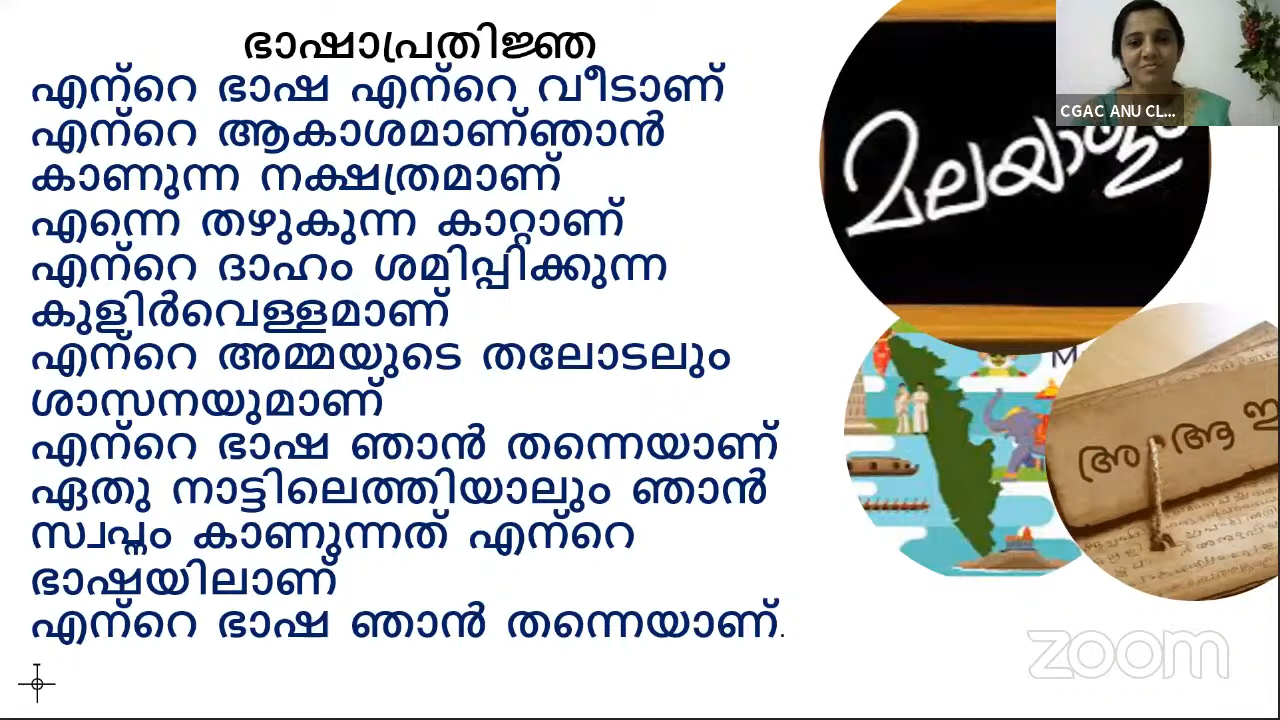 ഭാഷാപ്രതിജ്ഞ
എന്‍റെ ഭാഷ എന്‍റെ വീടാണ്
എന്‍റെ ആകാശമാണ്ഞാൻ
കാണുന്ന നക്ഷത്രമാണ്
എന്നെ തഴുകുന്ന കാറ്റാണ്
എന്‍റെ ദാഹം ശമിപ്പിക്കുന്ന
കുളിർവെള്ളമാണ്
എന്‍റെ അമ്മയുടെ തലോടലും
ശാസനയുമാണ്
എന്‍റെ ഭാഷ ഞാൻ തന്നെയാണ്
ഏതു നാട്ടിലെത്തിയാലും ഞാൻ
സ്വപ്നം കാണുന്നത് എന്‍റെ
ഭാഷയിലാണ്
എന്‍റെ ഭാഷ ഞാൻ തന്നെയാണ്.
മലയാളം
CGAC ANU CL...
അ ആ ഇ
zoom